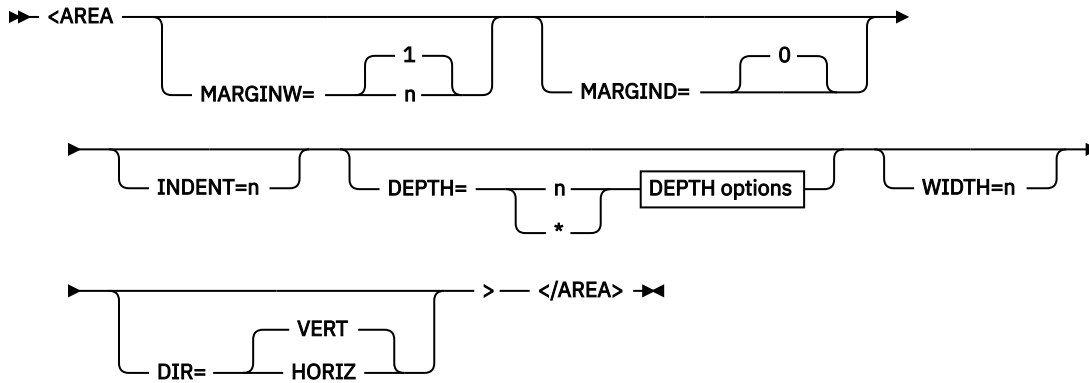 <AREA
1
0
MARGINW= n MARGIND=
INDENT=n DEPTH= n DEPTH options WIDTH=n
*
> </AREA>
VERT
DIR= HORIZ